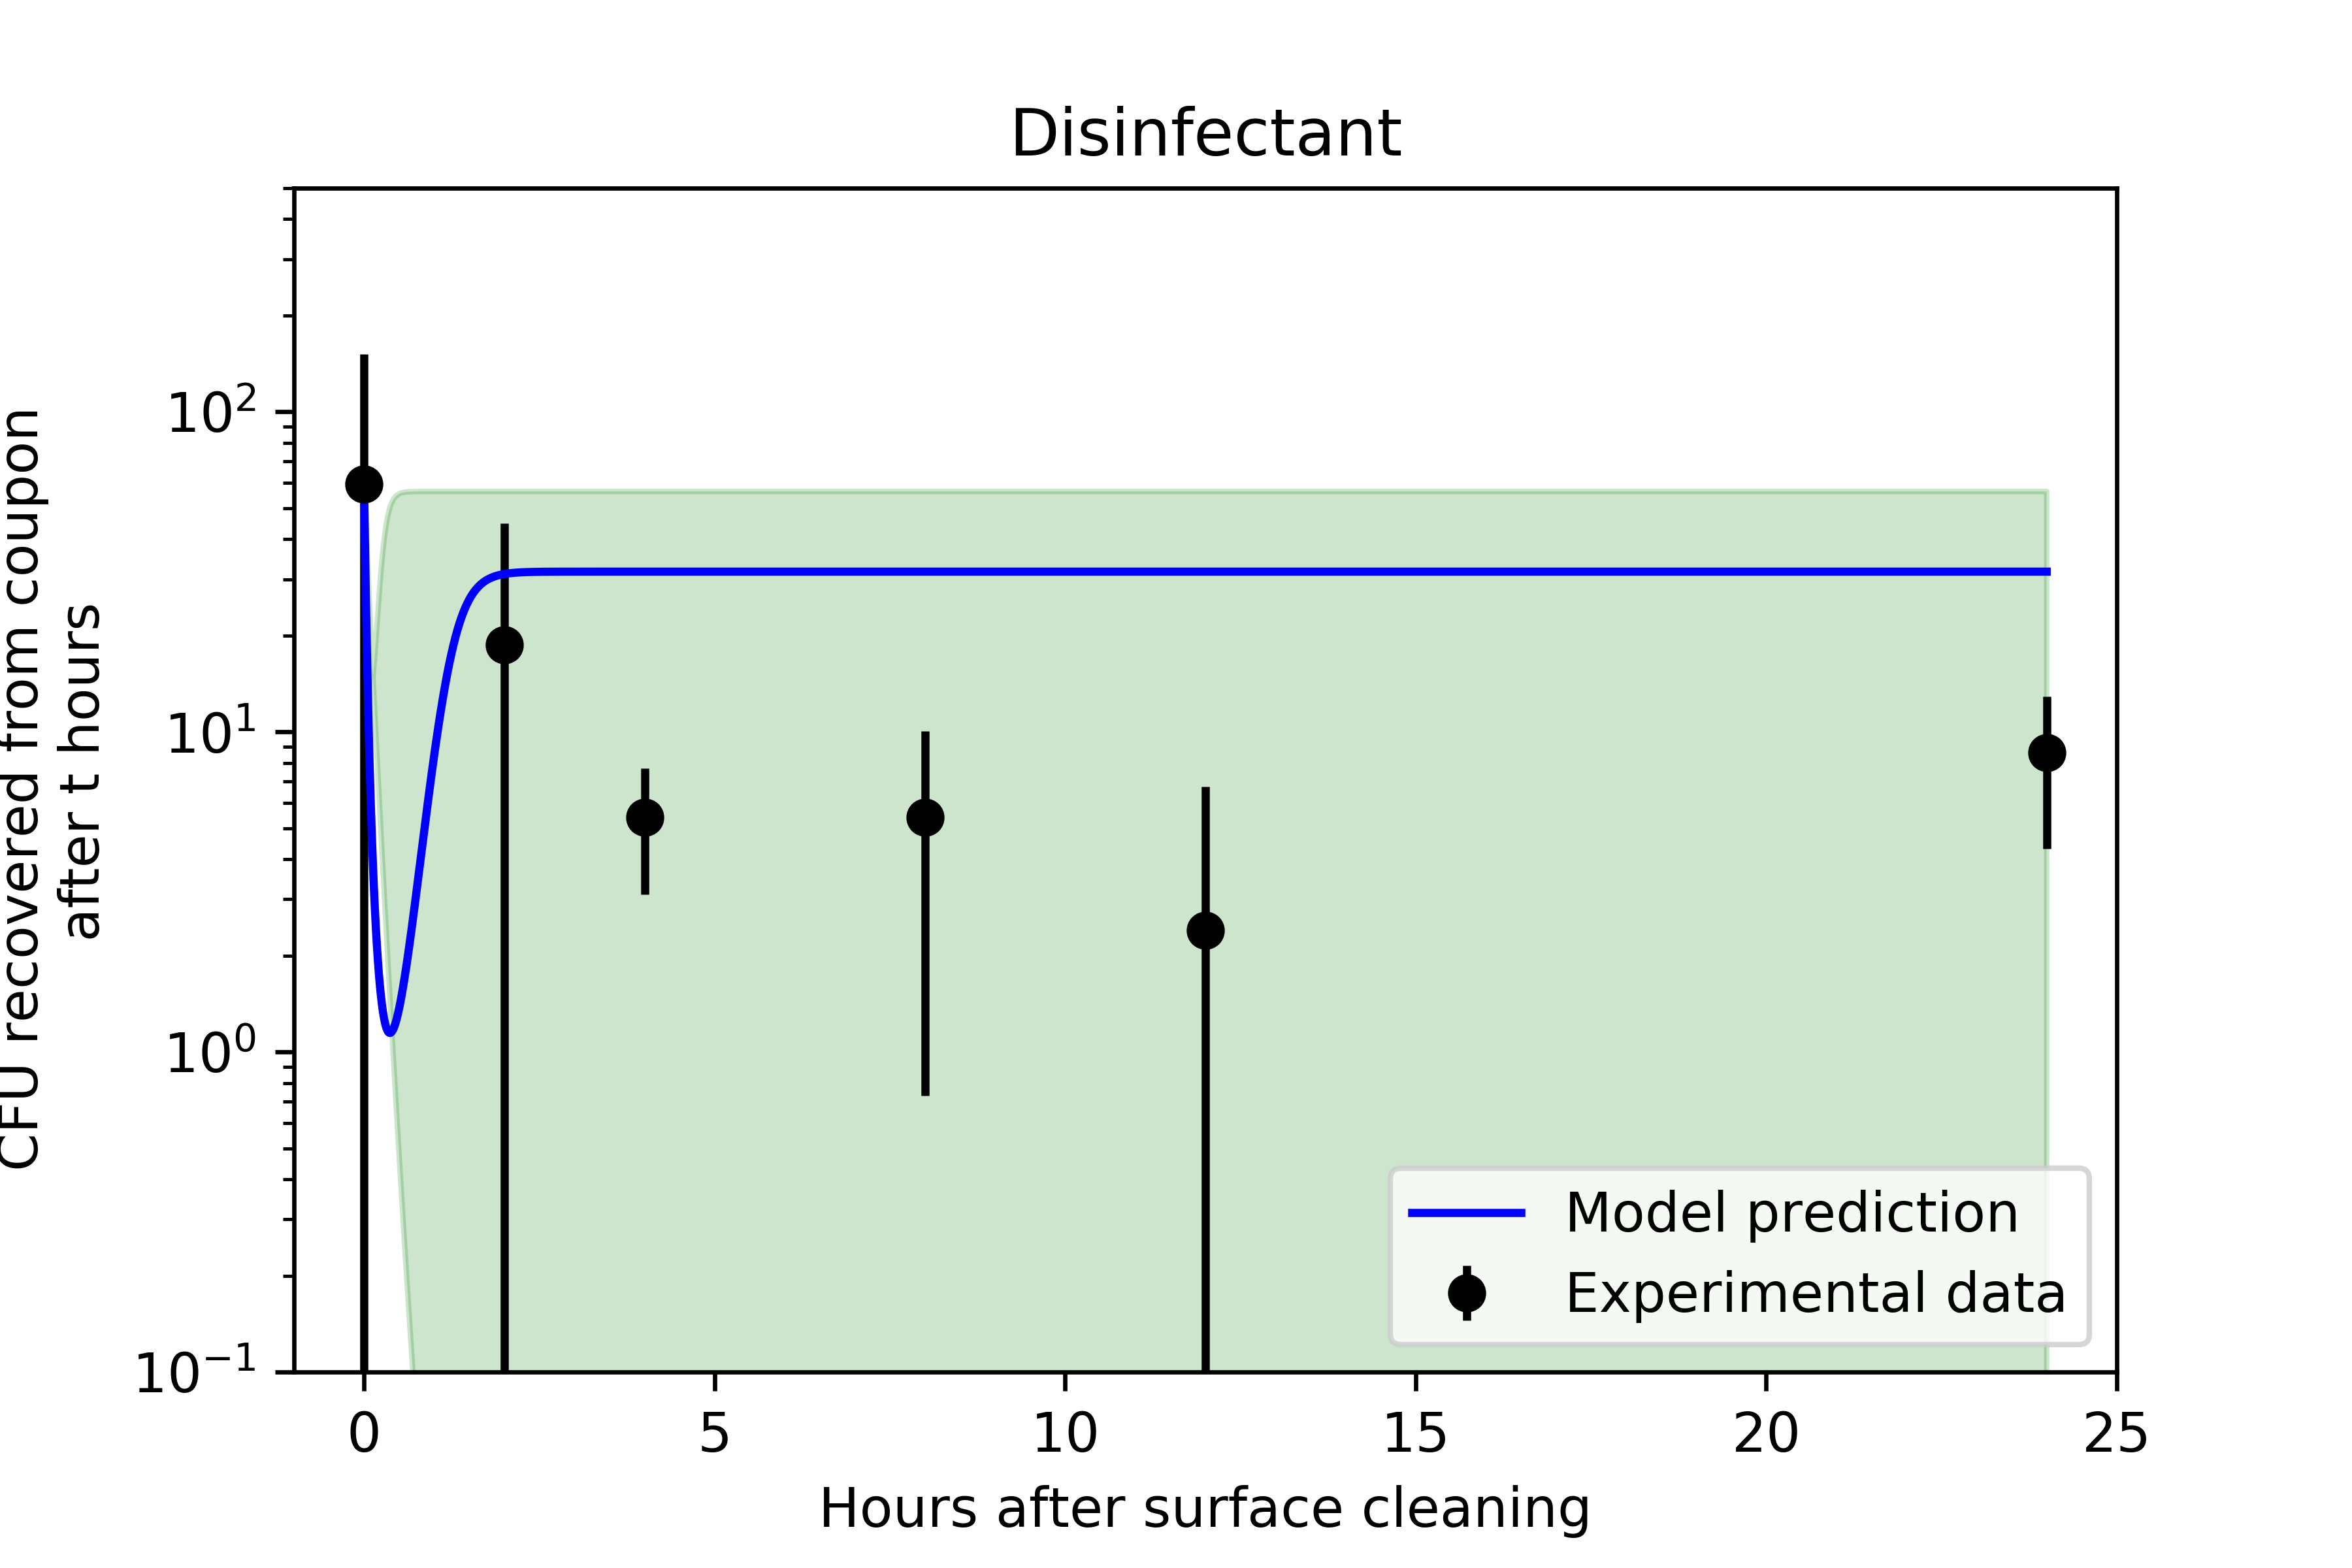 Disinfectant
CFU recovered from coupon
after t hours
10²
10¹
10⁰
10⁻¹
Model prediction
Experimental data
0 5 10 15 20 25
Hours after surface cleaning